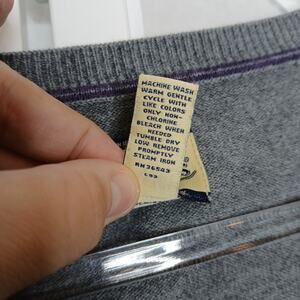 MACHINE WASH
WARM GENTLE
CYCLE WITH
LIKE COLORS
ONLY NON-
CHLORINE
BLEACH WHEN
NEEDED
TUMBLE DRY
LOW REMOVE
PROMPTLY
STEAM IRON
RN 36543